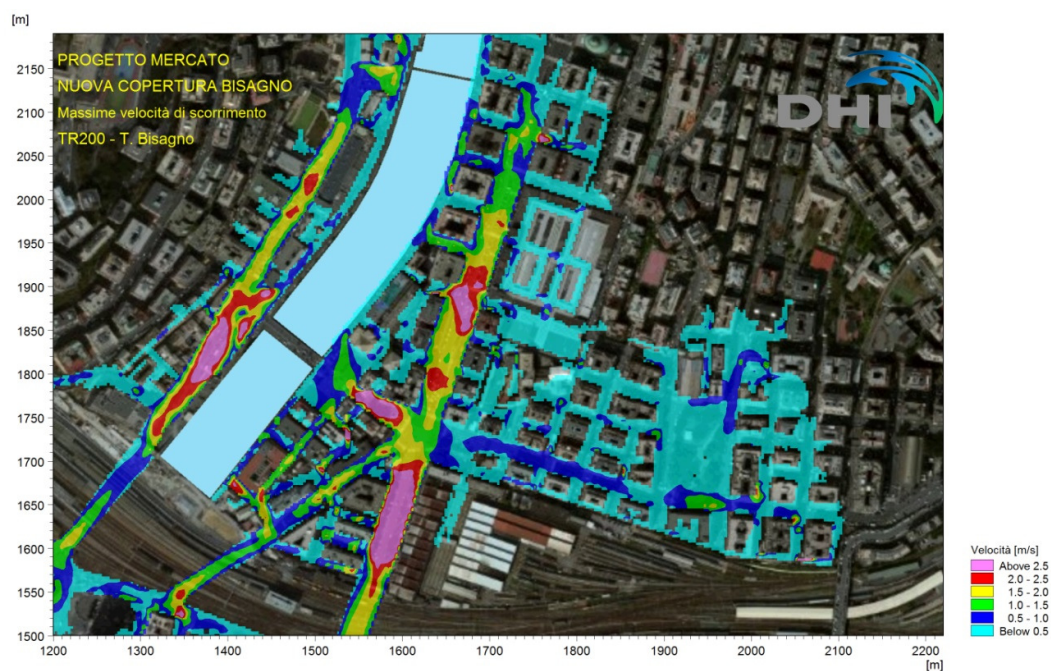 [m]
PROGETTO MERCATO
NUOVA COPERTURA BISAGNO
Massime velocità di scorrimento
TR200 - T. Bisagno
DHI
2150
2100
2050
2000
1950
1900
1850
1800
1750
1700
1650
1600
1550
1500
1200 1300 1400 1500 1600 1700 1800 1900 2000 2100 2200
[m]
Velocità [m/s]
Above 2.5
2.0 - 2.5
1.5 - 2.0
1.0 - 1.5
0.5 - 1.0
Below 0.5